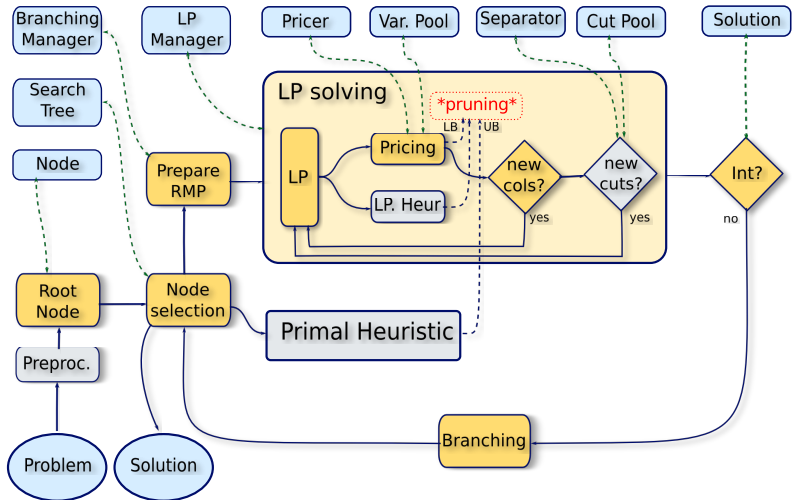 Branching
Manager
LP
Manager
Pricer
Var. Pool
Separator
Cut Pool
Solution
Search
Tree
Node
LP solving
*pruning*
LB
UB
Prepare
RMP
LP
Pricing
LP. Heur
new
cols?
new
cuts?
Int?
yes
yes
no
Root
Node
Node
selection
Primal Heuristic
Preproc.
Branching
Problem
Solution